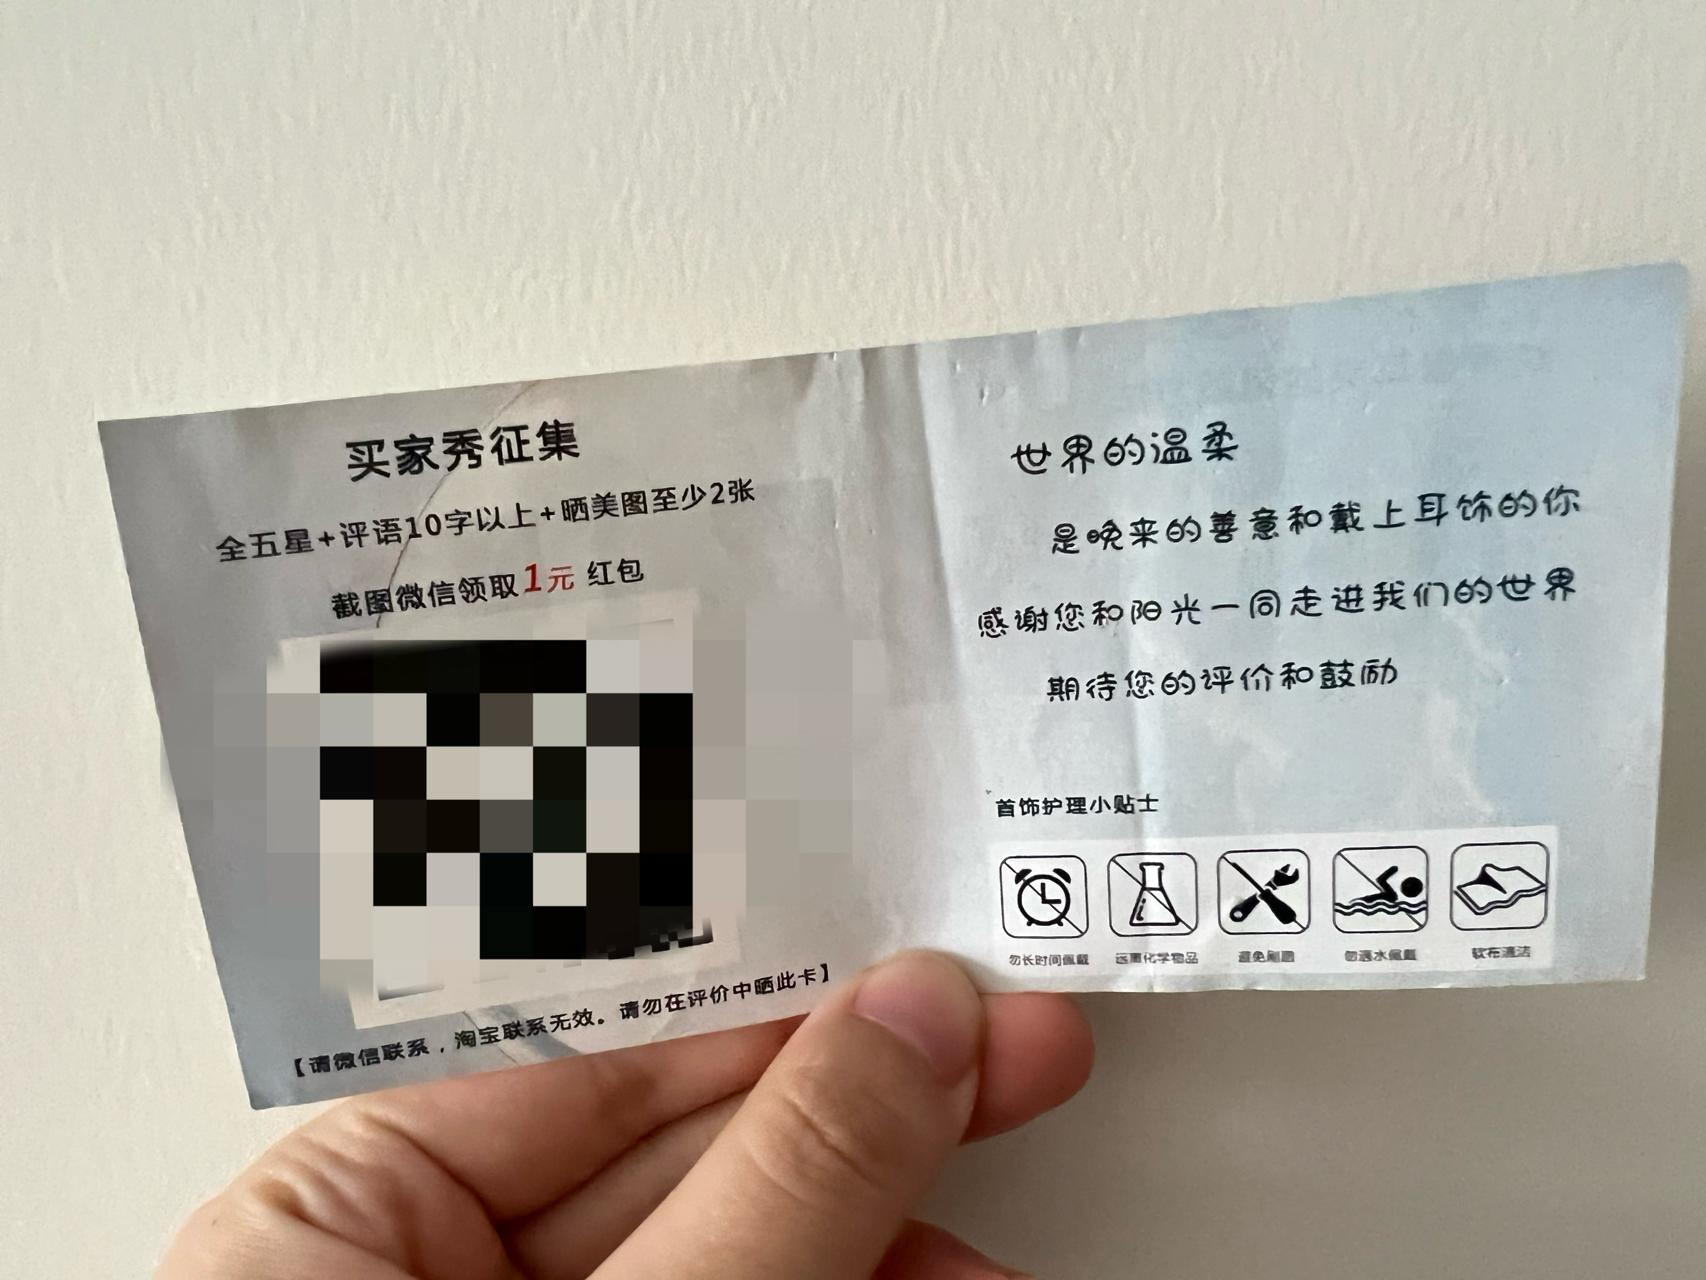 买家秀征集
全五星+评语10字以上+晒美图至少2张
截图微信领取1元 红包
【请微信联系，淘宝联系无效。请勿在评价中晒此卡】
世界的温柔
是晚来的善意和戴上耳饰的你
感谢您和阳光一同走进我们的世界
期待您的评价和鼓励
首饰护理小贴士
勿长时间佩戴 远离化学物品 避免剐蹭 勿遇水佩戴 软布清洁